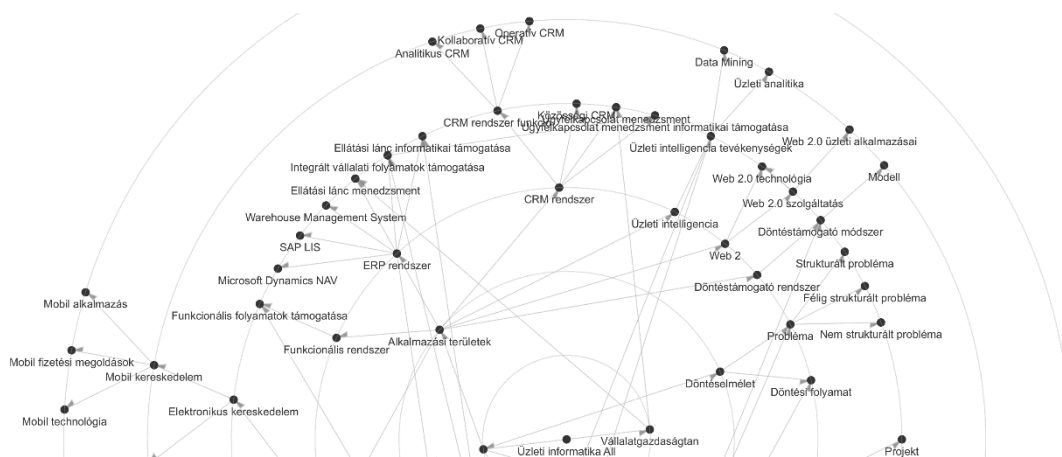 Operatív CRM
Kollaboratív CRM
Analitikus CRM
Data Mining
Üzleti analitika
Közösségi CRM
Ügyfélkapcsolat menedzsment
CRM rendszer funkció
Ügyfélkapcsolat menedzsment informatikai támogatása
Web 2.0 üzleti alkalmazásai
Ellátási lánc informatikai támogatása
Üzleti intelligencia tevékenységek
Integrált vállalati folyamatok támogatása
Web 2.0 technológia
Modell
Ellátási lánc menedzsment
CRM rendszer
Web 2.0 szolgáltatás
Warehouse Management System
Üzleti intelligencia
Döntéstámogató módszer
SAP LIS
Web 2
ERP rendszer
Strukturált probléma
Microsoft Dynamics NAV
Döntéstámogató rendszer
Félig strukturált probléma
Mobil alkalmazás
Funkcionális folyamatok támogatása
Probléma
Nem strukturált probléma
Alkalmazási területek
Funkcionális rendszer
Mobil fizetési megoldások
Mobil kereskedelem
Döntéselmélet
Döntési folyamat
Elektronikus kereskedelem
Mobil technológia
Vállalatgazdaságtan
Üzleti informatika All
Projekt